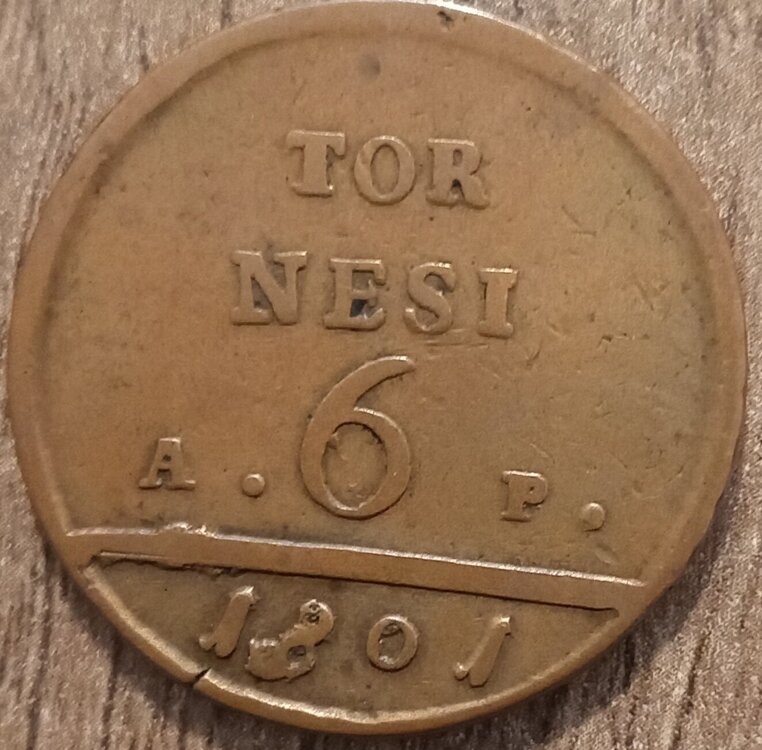 TOR
NESI
A . 6 P .
1801